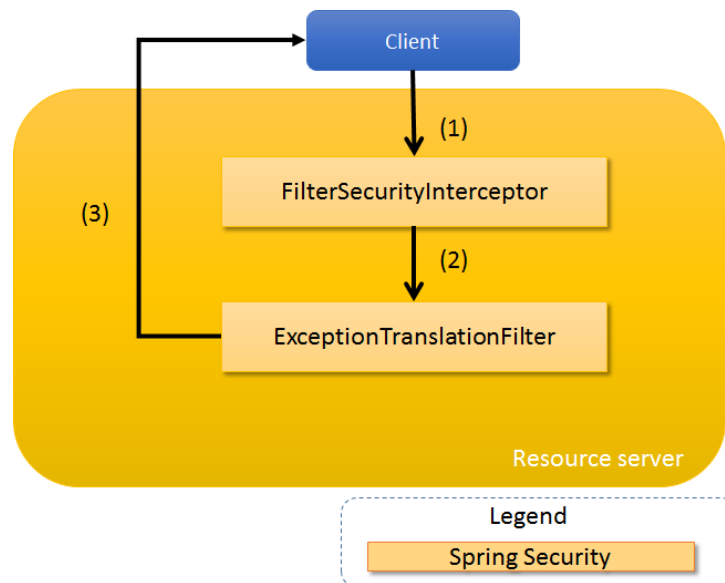 Client
(1)
FilterSecurityInterceptor
(3)
(2)
ExceptionTranslationFilter
Resource server
Legend
Spring Security